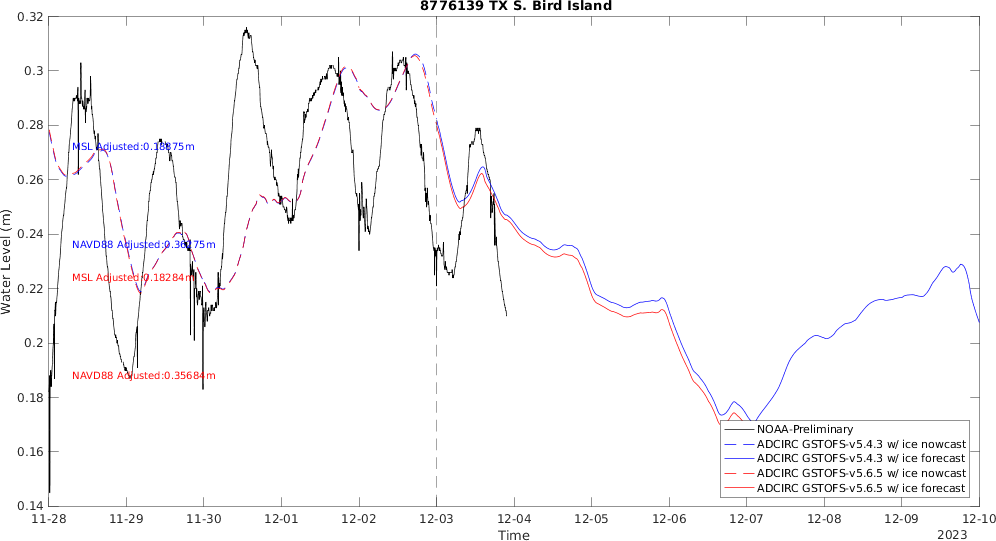 8776139 TX S. Bird Island
0.32
0.3
0.28
0.26
0.24
0.22
0.2
0.18
0.16
0.14
Water Level (m)
MSL Adjusted:0.18875m
NAVD88 Adjusted:0.36275m
MSL Adjusted:0.18284m
NAVD88 Adjusted:0.35684m
NOAA-Preliminary
ADCIRC GSTOFS-v5.4.3 w/ ice nowcast
ADCIRC GSTOFS-v5.4.3 w/ ice forecast
ADCIRC GSTOFS-v5.6.5 w/ ice nowcast
ADCIRC GSTOFS-v5.6.5 w/ ice forecast
11-28 11-29 11-30 12-01 12-02 12-03 12-04 12-05 12-06 12-07 12-08 12-09 12-10
Time
2023